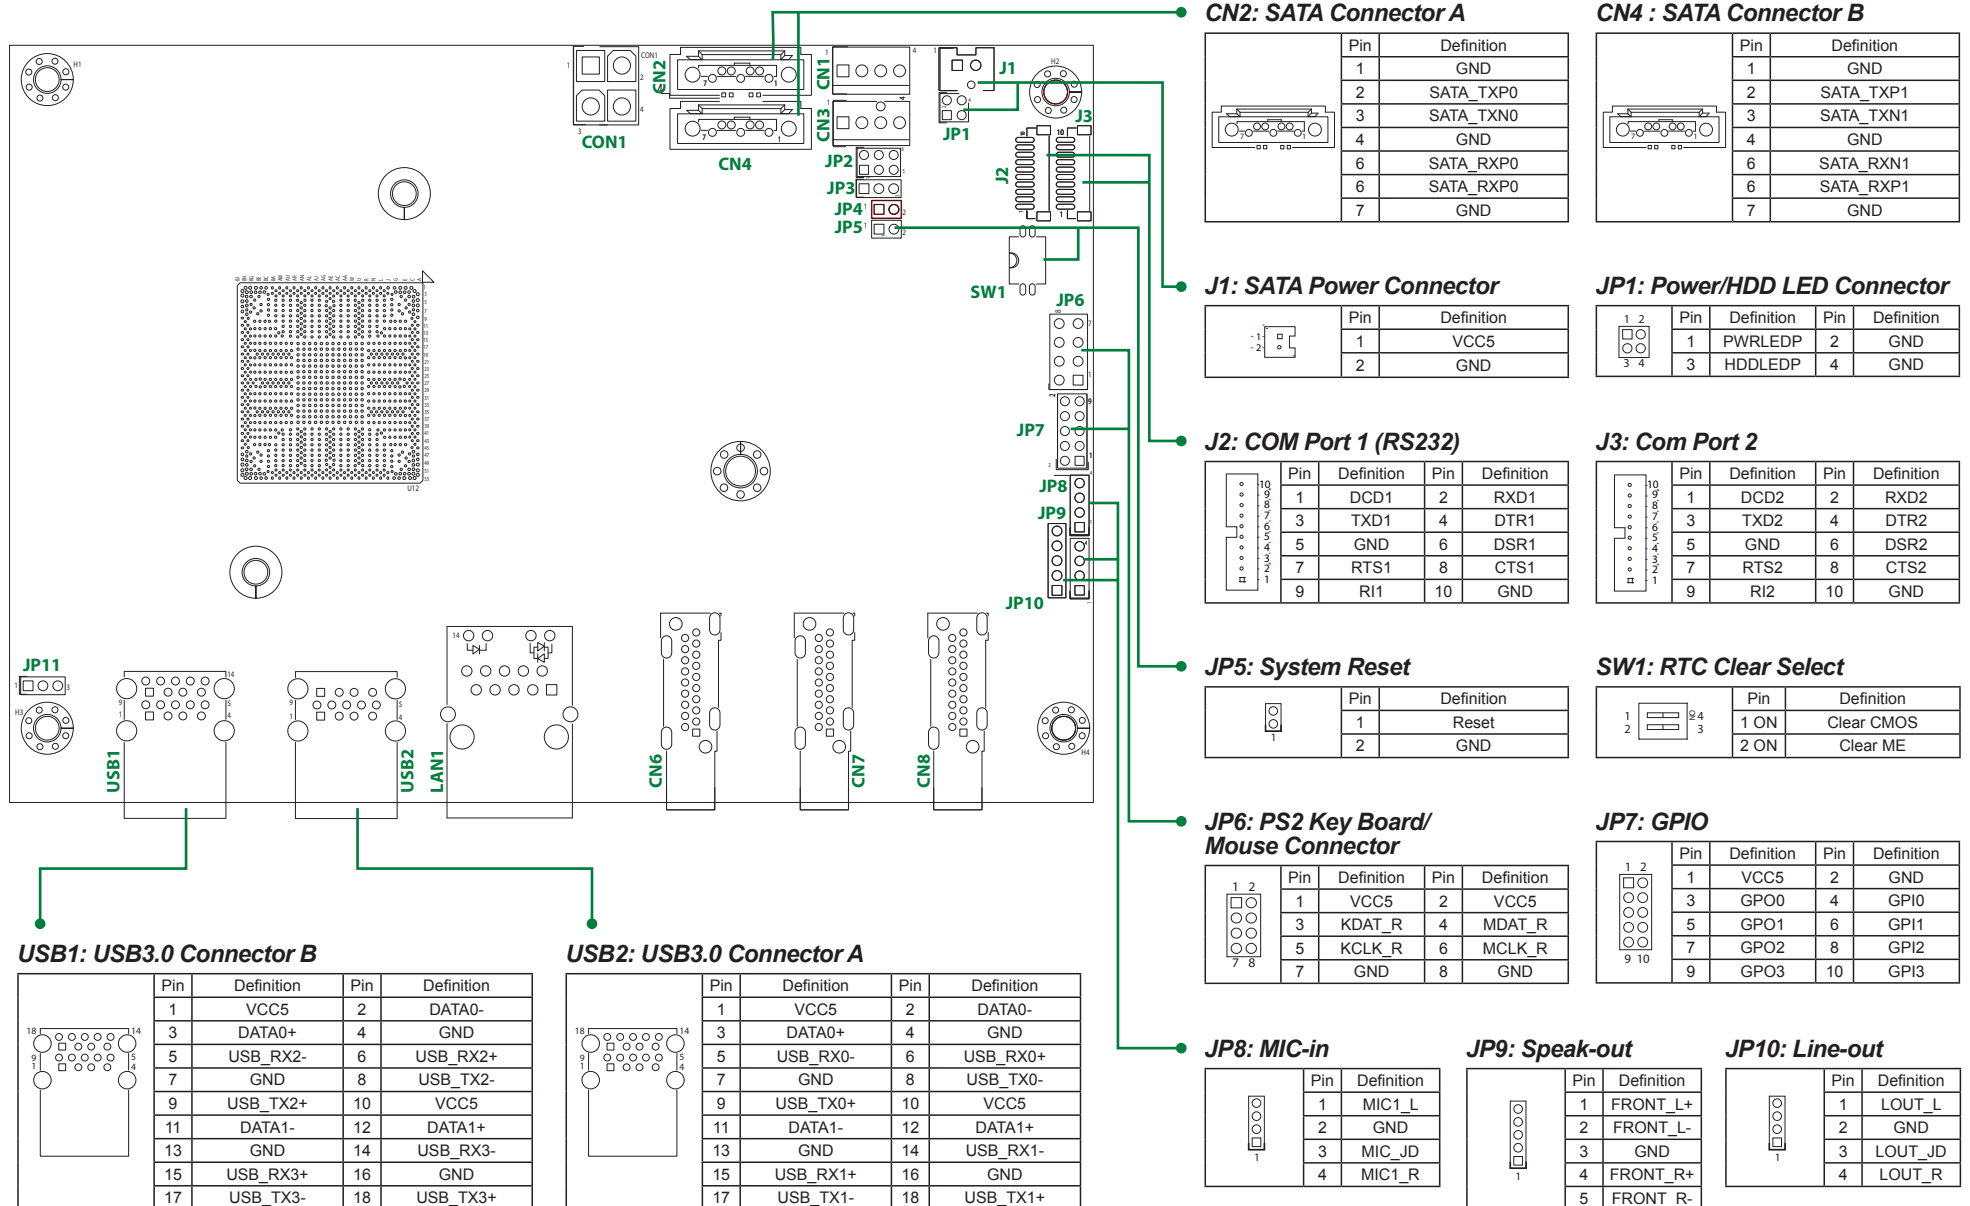 CN2: SATA Connector A
Pin Definition
1 GND
2 SATA_TXP0
3 SATA_TXN0
4 GND
6 SATA_RXP0
6 SATA_RXP0
7 GND
CN4 : SATA Connector B
Pin Definition
1 GND
2 SATA_TXP1
3 SATA_TXN1
4 GND
6 SATA_RXN1
6 SATA_RXP1
7 GND
H1
CON1
CON1
CN2
CN4
CN1
CN3
J1
JP1
H2
J3
J2
JP2
JP3
JP4
JP5
SW1
JP6
JP7
JP8
JP9
JP10
U12
JP11
H3
H4
USB1
USB2
LAN1
CN6
CN7
CN8
J1: SATA Power Connector
Pin Definition
1 VCC5
2 GND
JP1: Power/HDD LED Connector
1 2
3 4
Pin Definition Pin Definition
1 PWRLEDP 2 GND
3 HDDLEDP 4 GND
J2: COM Port 1 (RS232)
Pin Definition Pin Definition
1 DCD1 2 RXD1
3 TXD1 4 DTR1
5 GND 6 DSR1
7 RTS1 8 CTS1
9 RI1 10 GND
J3: Com Port 2
Pin Definition Pin Definition
1 DCD2 2 RXD2
3 TXD2 4 DTR2
5 GND 6 DSR2
7 RTS2 8 CTS2
9 RI2 10 GND
JP5: System Reset
Pin Definition
1 Reset
2 GND
SW1: RTC Clear Select
Pin Definition
1 ON Clear CMOS
2 ON Clear ME
JP6: PS2 Key Board/
Mouse Connector
1 2
7 8
Pin Definition Pin Definition
1 VCC5 2 VCC5
3 KDAT_R 4 MDAT_R
5 KCLK_R 6 MCLK_R
7 GND 8 GND
JP7: GPIO
1 2
9 10
Pin Definition Pin Definition
1 VCC5 2 GND
3 GPO0 4 GPI0
5 GPO1 6 GPI1
7 GPO2 8 GPI2
9 GPO3 10 GPI3
USB1: USB3.0 Connector B
Pin Definition Pin Definition
1 VCC5 2 DATA0-
3 DATA0+ 4 GND
5 USB_RX2- 6 USB_RX2+
7 GND 8 USB_TX2-
9 USB_TX2+ 10 VCC5
11 DATA1- 12 DATA1+
13 GND 14 USB_RX3-
15 USB_RX3+ 16 GND
17 USB_TX3- 18 USB_TX3+
USB2: USB3.0 Connector A
Pin Definition Pin Definition
1 VCC5 2 DATA0-
3 DATA0+ 4 GND
5 USB_RX0- 6 USB_RX0+
7 GND 8 USB_TX0-
9 USB_TX0+ 10 VCC5
11 DATA1- 12 DATA1+
13 GND 14 USB_RX1-
15 USB_RX1+ 16 GND
17 USB_TX1- 18 USB_TX1+
JP8: MIC-in
Pin Definition
1 MIC1_L
2 GND
3 MIC_JD
4 MIC1_R
JP9: Speak-out
Pin Definition
1 FRONT_L+
2 FRONT_L-
3 GND
4 FRONT_R+
5 FRONT_R-
JP10: Line-out
Pin Definition
1 LOUT_L
2 GND
3 LOUT_JD
4 LOUT_R